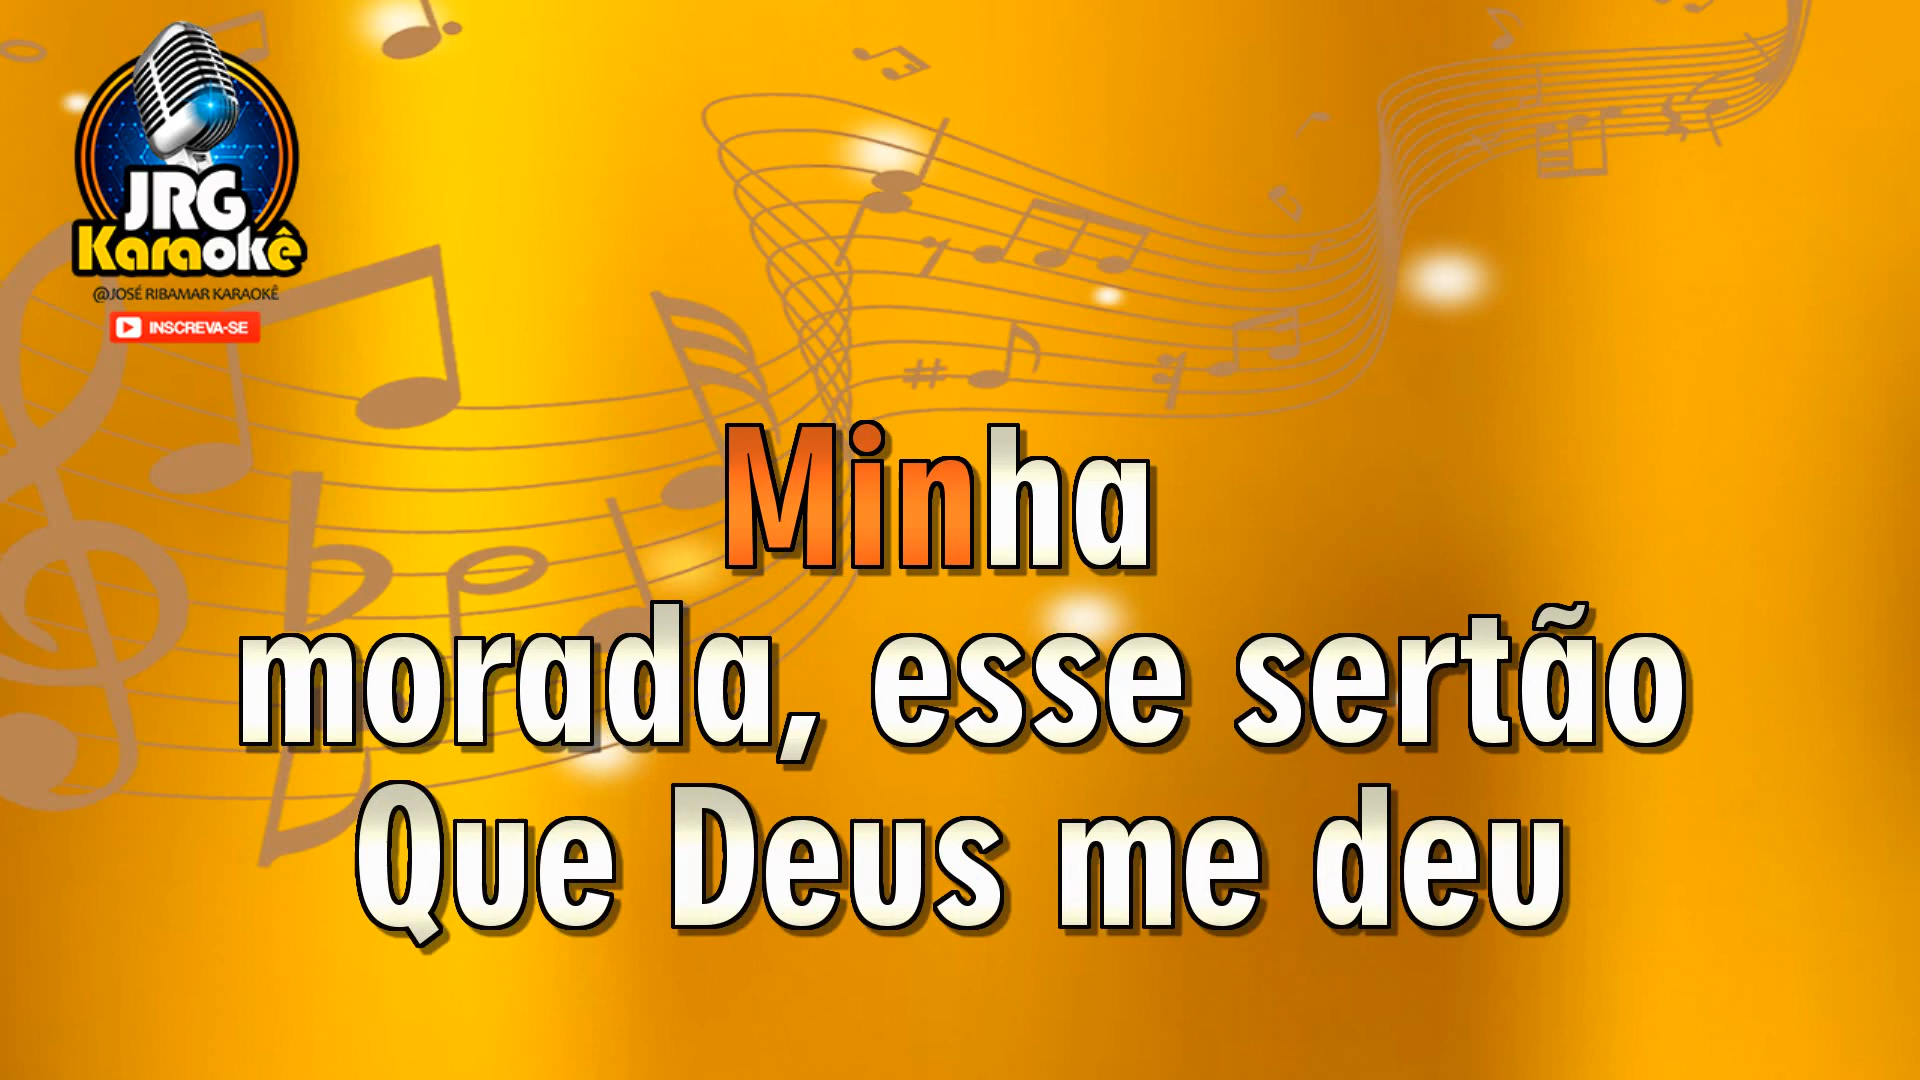 JRG
Karaokê
@JOSÉ RIBAMAR KARAOKÊ
INSCREVA-SE
Minha
morada, esse sertão
Que Deus me deu